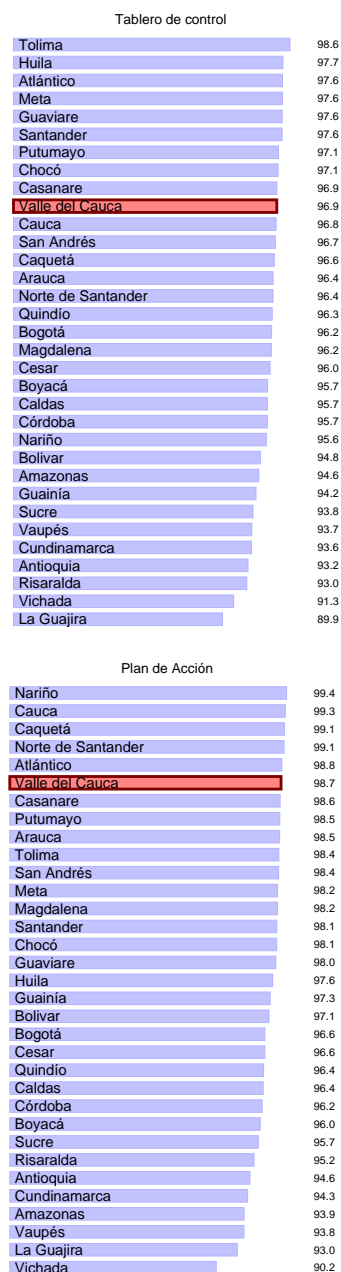 Tablero de control
Tolima 98.6
Huila 97.7
Atlántico 97.6
Meta 97.6
Guaviare 97.6
Santander 97.6
Putumayo 97.1
Chocó 97.1
Casanare 96.9
Valle del Cauca 96.9
Cauca 96.8
San Andrés 96.7
Caquetá 96.6
Arauca 96.4
Norte de Santander 96.4
Quindío 96.3
Bogotá 96.2
Magdalena 96.2
Cesar 96.0
Boyacá 95.7
Caldas 95.7
Córdoba 95.7
Nariño 95.6
Bolivar 94.8
Amazonas 94.6
Guainía 94.2
Sucre 93.8
Vaupés 93.7
Cundinamarca 93.6
Antioquia 93.2
Risaralda 93.0
Vichada 91.3
La Guajira 89.9
Plan de Acción
Nariño 99.4
Cauca 99.3
Caquetá 99.1
Norte de Santander 99.1
Atlántico 98.8
Valle del Cauca 98.7
Casanare 98.6
Putumayo 98.5
Arauca 98.5
Tolima 98.4
San Andrés 98.4
Meta 98.2
Magdalena 98.2
Santander 98.1
Chocó 98.1
Guaviare 98.0
Huila 97.6
Guainía 97.3
Bolivar 97.1
Bogotá 96.6
Cesar 96.6
Quindío 96.4
Caldas 96.4
Córdoba 96.2
Boyacá 96.0
Sucre 95.7
Risaralda 95.2
Antioquia 94.6
Cundinamarca 94.3
Amazonas 93.9
Vaupés 93.8
La Guajira 93.0
Vichada 90.2